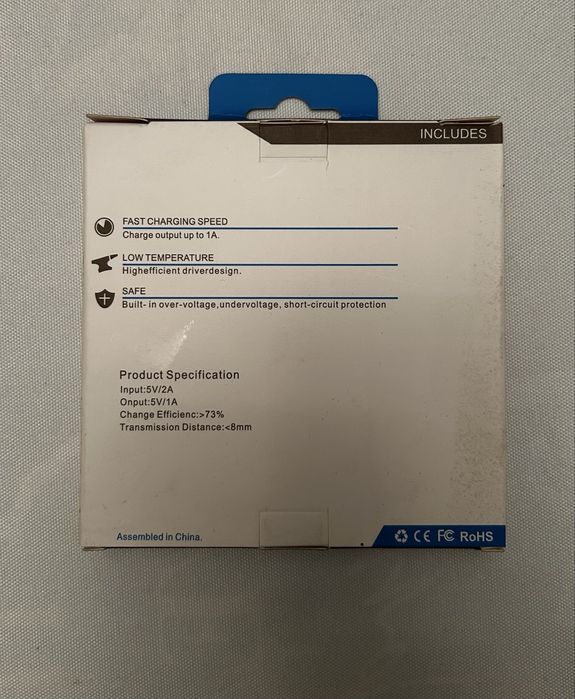 INCLUDES
FAST CHARGING SPEED
Charge output up to 1A.
LOW TEMPERATURE
Highefficient driverdesign.
SAFE
Built- in over-voltage,undervoltage, short-circuit protection
Product Specification
Input:5V/2A
Onput:5V/1A
Change Efficienc:>73%
Transmission Distance:<8mm
Assembled in China.
CE FC RoHS